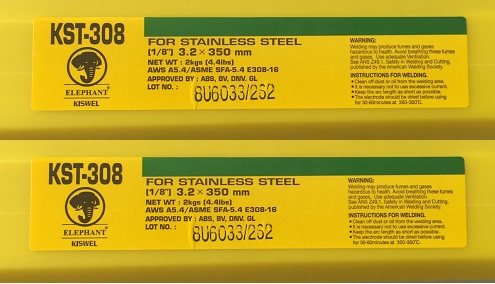 KST-308
ELEPHANT®
KISWEL
FOR STAINLESS STEEL
(1/8") 3.2 × 350 mm
NET WT : 2kgs (4.4lbs)
AWS A5.4/ASME SFA-5.4 E308-16
APPROVED BY : ABS, BV, DNV. GL
LOT NO. : 8U6033/252
WARNING:
Welding may produce fumes and gases
hazardous to health. Avoid breathing these fumes
and gases. Use adequate Ventilation.
See ANS Z49.1, Safety in Welding and Cutting,
published by the American Welding Society.
INSTRUCTIONS FOR WELDING.
• Clean off dust or oil from the welding area.
• It is necessary not to use excessive current.
• Keep the arc length as short as possible.
• The electrode should be dried before using
for 30-60minutes at 300-350°C.
KST-308
ELEPHANT®
KISWEL
FOR STAINLESS STEEL
(1/8") 3.2 × 350 mm
NET WT : 2kgs (4.4lbs)
AWS A5.4/ASME SFA-5.4 E308-16
APPROVED BY : ABS, BV, DNV. GL
LOT NO. : 8U6033/252
WARNING:
Welding may produce fumes and gases
hazardous to health. Avoid breathing these fumes
and gases. Use adequate Ventilation.
See ANS Z49.1, Safety in Welding and Cutting,
published by the American Welding Society.
INSTRUCTIONS FOR WELDING.
• Clean off dust or oil from the welding area.
• It is necessary not to use excessive current.
• Keep the arc length as short as possible.
• The electrode should be dried before using
for 30-60minutes at 300-350°C.